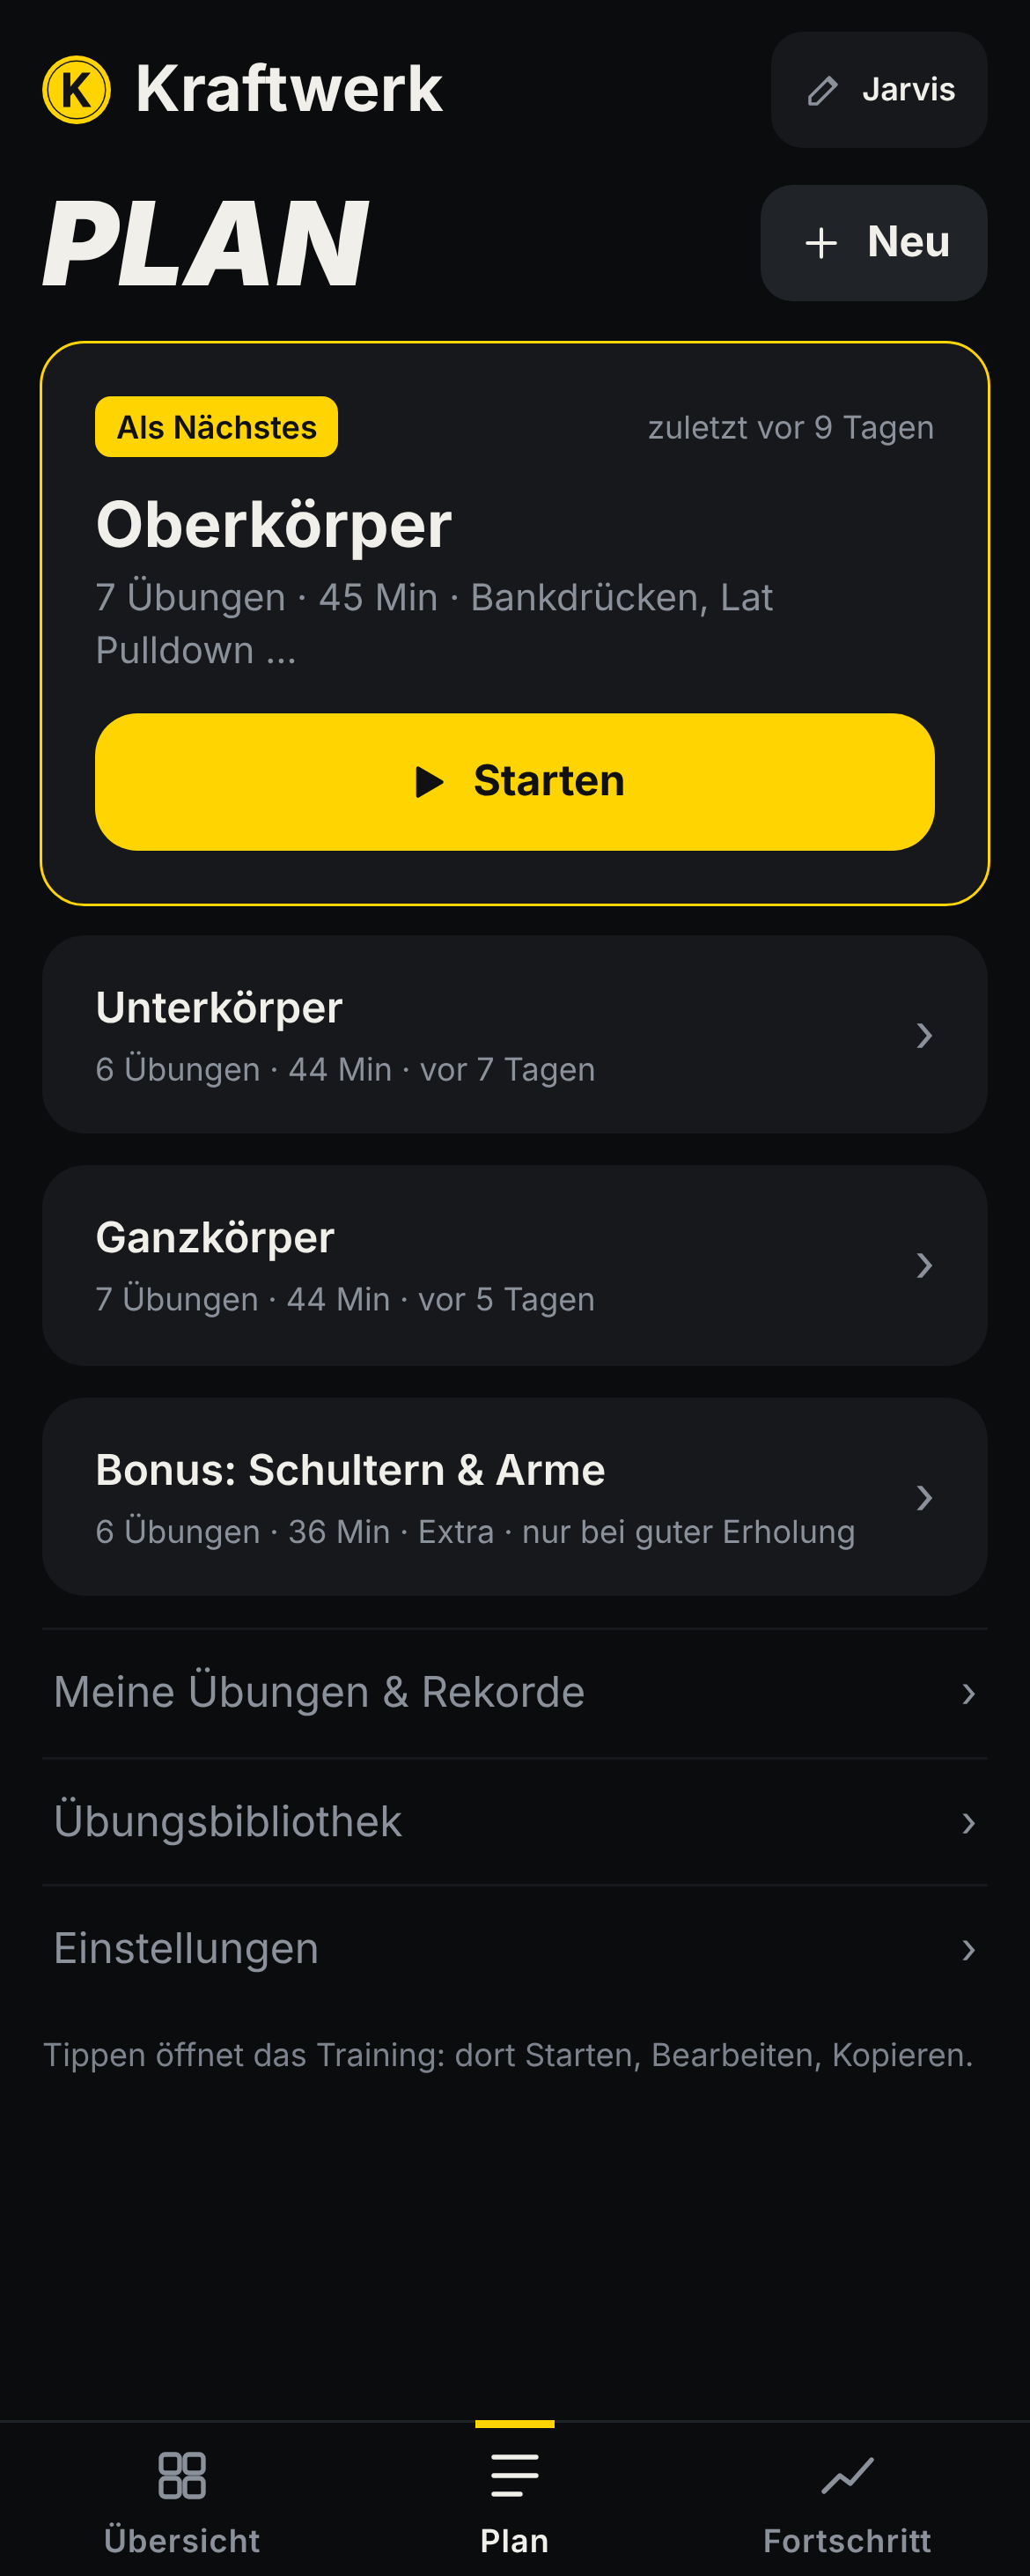 K Kraftwerk
Jarvis
PLAN
Neu
Als Nächstes
zuletzt vor 9 Tagen
Oberkörper
7 Übungen · 45 Min · Bankdrücken, Lat
Pulldown ...
Starten
Unterkörper
6 Übungen · 44 Min · vor 7 Tagen
Ganzkörper
7 Übungen · 44 Min · vor 5 Tagen
Bonus: Schultern & Arme
6 Übungen · 36 Min · Extra · nur bei guter Erholung
Meine Übungen & Rekorde
Übungsbibliothek
Einstellungen
Tippen öffnet das Training: dort Starten, Bearbeiten, Kopieren.
Übersicht
Plan
Fortschritt